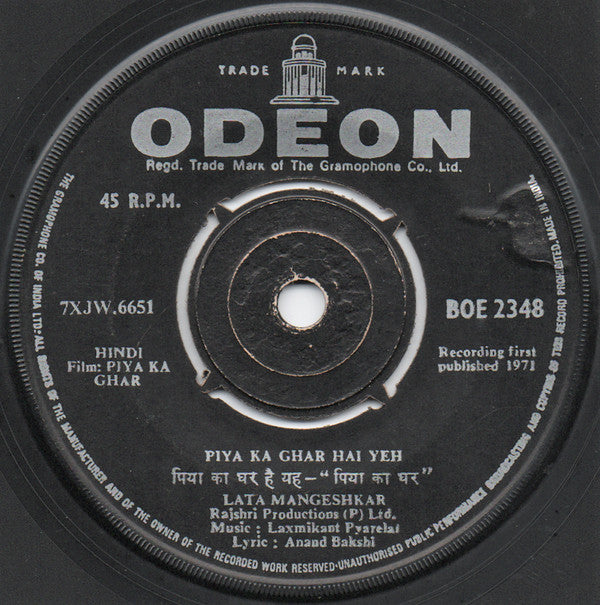 TRADE MARK
ODEON
Regd. Trade Mark of The Gramophone Co., Ltd.
45 R.P.M.
7XJW.6651
BOE 2348
HINDI
Film: PIYA KA
GHAR
Recording first
published 1971
PIYA KA GHAR HAI YEH
पिया का घर है यह–“पिया का घर”
LATA MANGESHKAR
Rajshri Productions (P) Ltd.
Music : Laxmikant Pyarelal
Lyric : Anand Bakshi
THE GRAMOPHONE CO. OF INDIA LTD: ALL RIGHTS OF THE MANUFACTURER AND OF THE OWNER OF THE RECORDED WORK RESERVED-UNAUTHORISED PUBLIC PERFORMANCE BROADCASTING AND COPYING OF THIS RECORD PROHIBITED. MADE IN INDIA.